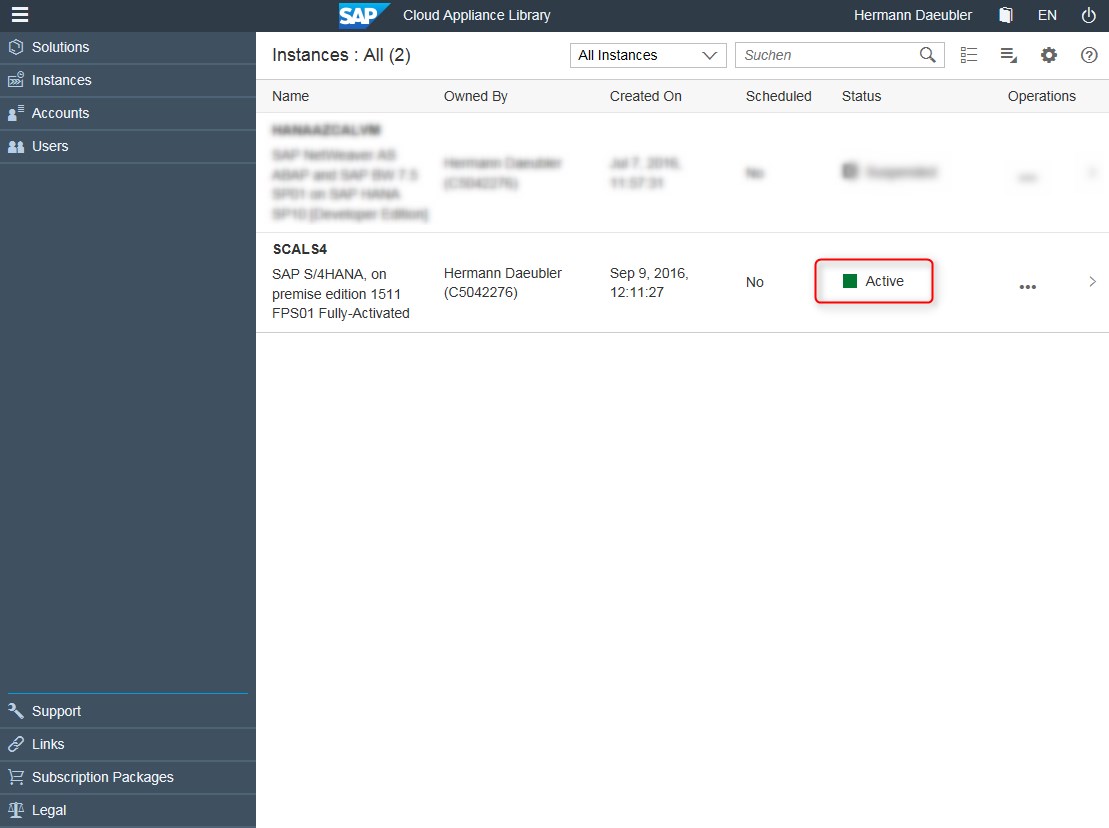 SAP Cloud Appliance Library Hermann Daeubler EN
Solutions
Instances
Accounts
Users
Support
Links
Subscription Packages
Legal
Instances : All (2) All Instances Suchen
Name Owned By Created On Scheduled Status Operations
HANAAZCALVM
SAP NetWeaver AS
ABAP and SAP BW 7.5
SP01 on SAP HANA
SP10 [Developer Edition]
Hermann Daeubler
(C5042276)
Jul 7, 2016,
11:57:31
No
Suspended
SCALS4
SAP S/4HANA, on
premise edition 1511
FPS01 Fully-Activated
Hermann Daeubler
(C5042276)
Sep 9, 2016,
12:11:27
No
Active